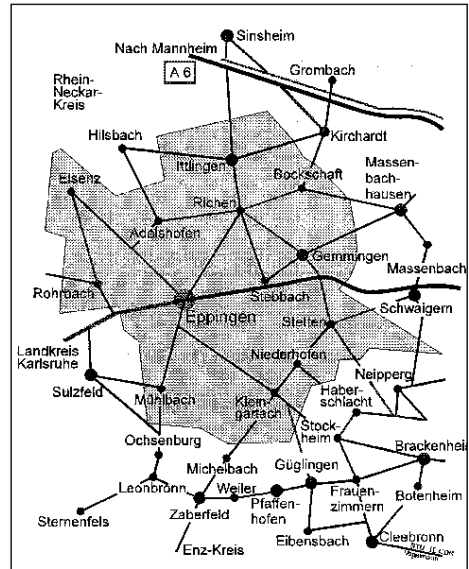 Sinsheim
Nach Mannheim
A 6
Grombach
Rhein-
Neckar-
Kreis
Hilsbach
Kirchardt
Ittlingen
Massen-
bach-
hausen
Bockschaft
Elsenz
Richen
Adelshofen
Gemmingen
Massenbach
Rohrbach
Stebbach
Schwaigern
Eppingen
Stetten
Landkreis
Karlsruhe
Niederhofen
Neipperg
Sulzfeld
Haber-
schlacht
Mühlbach
Klein-
gartach
Stock-
heim
Ochsenburg
Brackenheim
Michelbach
Güglingen
Leonbronn
Weiler
Frauen-
zimmern
Botenheim
Pfaffen-
hofen
Zaberfeld
Sternenfels
Eibensbach
Cleebronn
Enz-Kreis